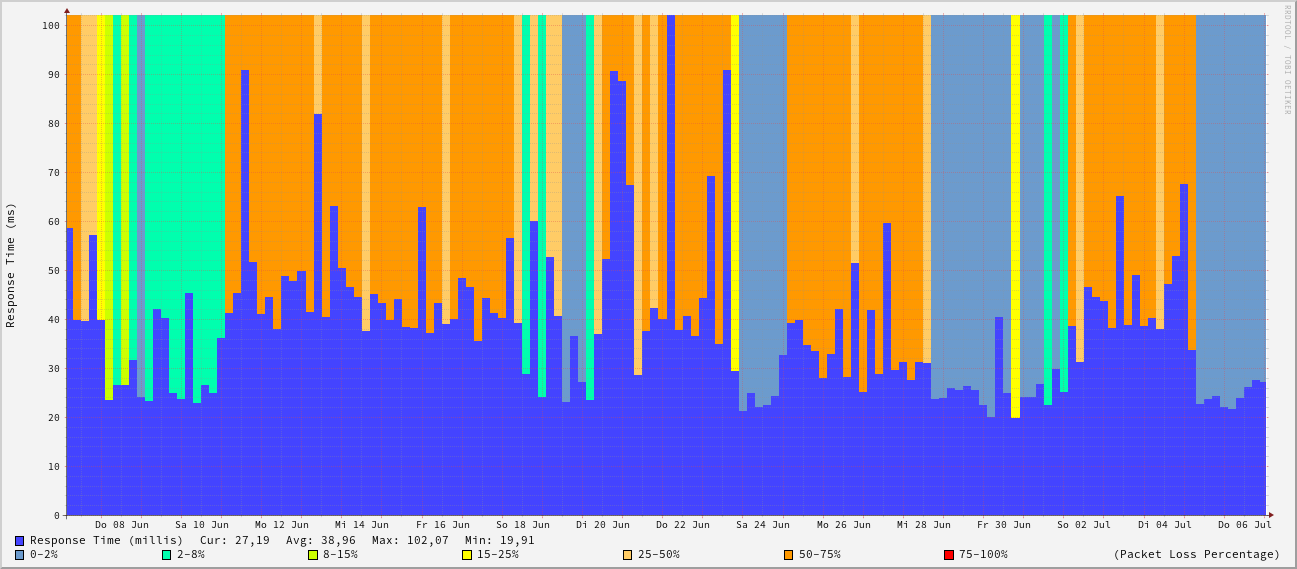 RRDTOOL / TOBI OETIKER
Response Time (ms)
100
90
80
70
60
50
40
30
20
10
0
Do 08 Jun Sa 10 Jun Mo 12 Jun Mi 14 Jun Fr 16 Jun So 18 Jun Di 20 Jun Do 22 Jun Sa 24 Jun Mo 26 Jun Mi 28 Jun Fr 30 Jun So 02 Jul Di 04 Jul Do 06 Jul
Response Time (millis) Cur: 27,19 Avg: 38,96 Max: 102,07 Min: 19,91
0-2% 2-8% 8-15% 15-25% 25-50% 50-75% 75-100% (Packet Loss Percentage)